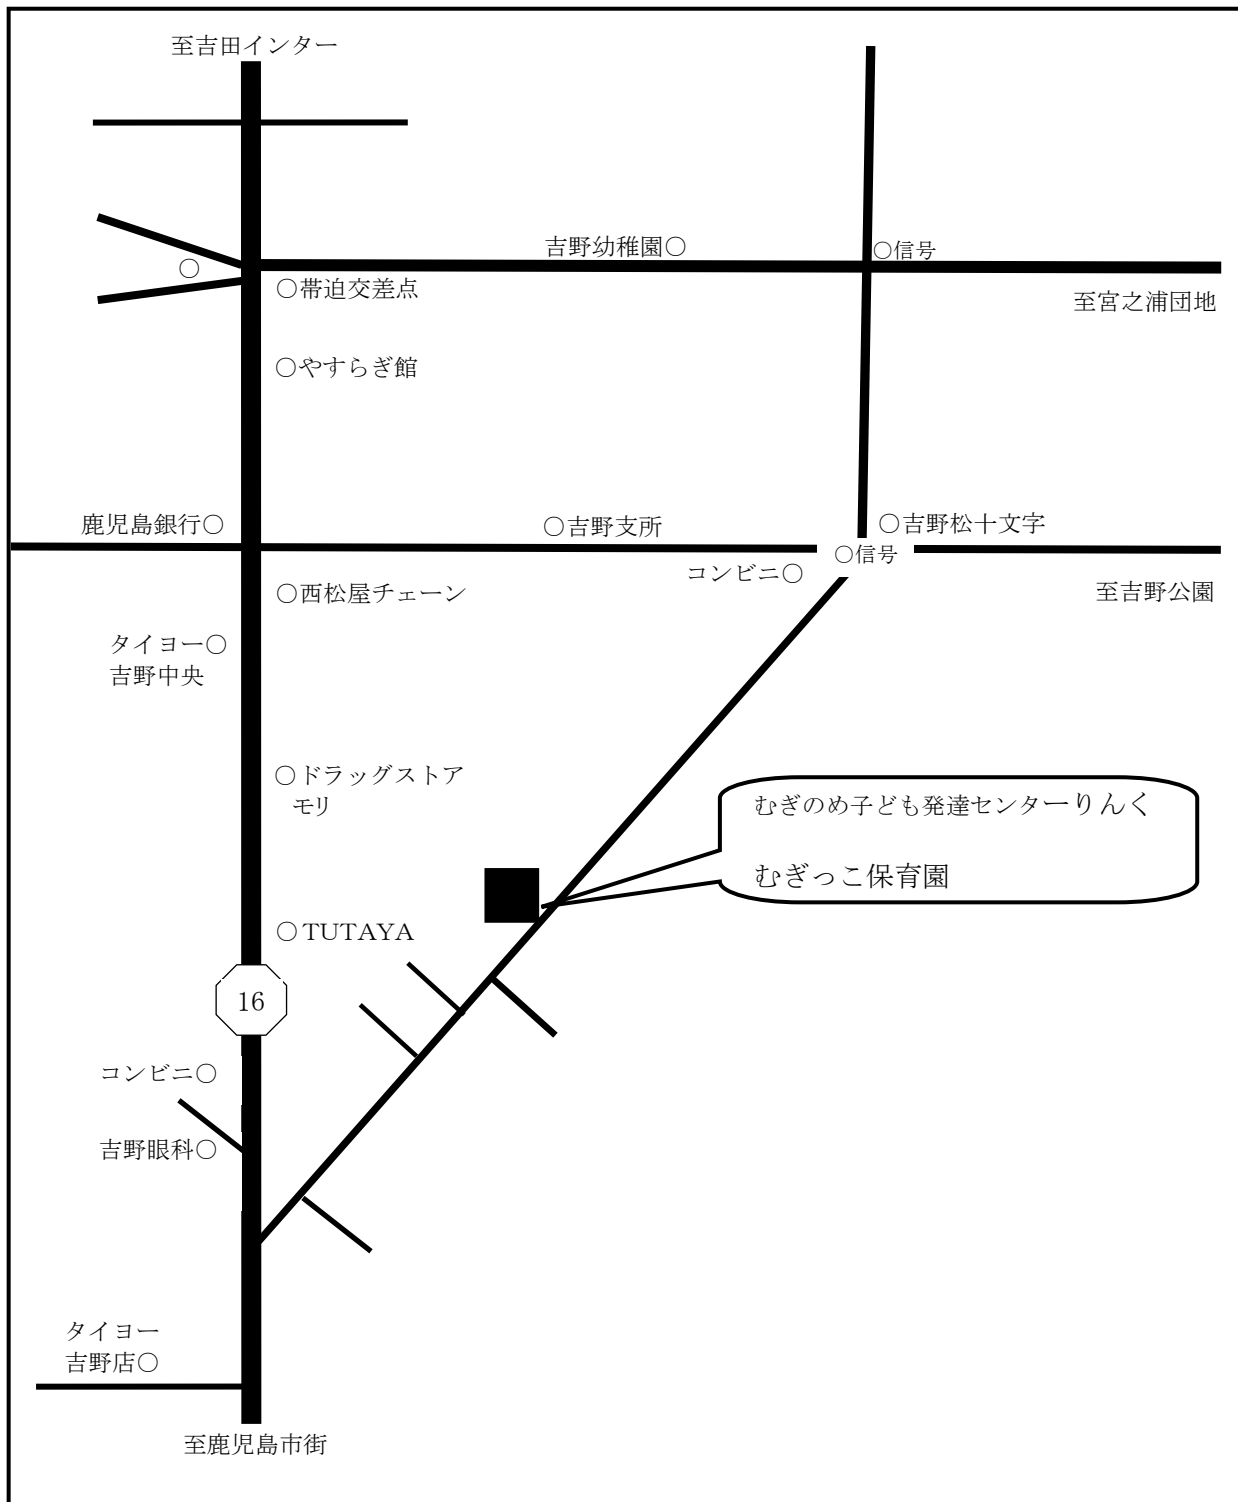 至吉田インター
吉野幼稚園○
○信号
○
○帯迫交差点
至宮之浦団地
○やすらぎ館
鹿児島銀行○
○吉野支所
○吉野松十文字
○信号
コンビニ○
○西松屋チェーン
至吉野公園
タイヨー○
吉野中央
○ドラッグストア
モリ
むぎのめ子ども発達センターりんく
むぎっこ保育園
○TUTAYA
16
コンビニ○
吉野眼科○
タイヨー
吉野店○
至鹿児島市街